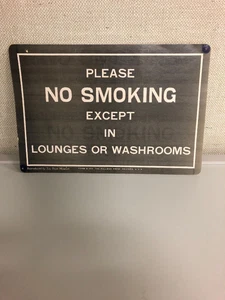 PLEASE
NO SMOKING
EXCEPT
IN
LOUNGES OR WASHROOMS